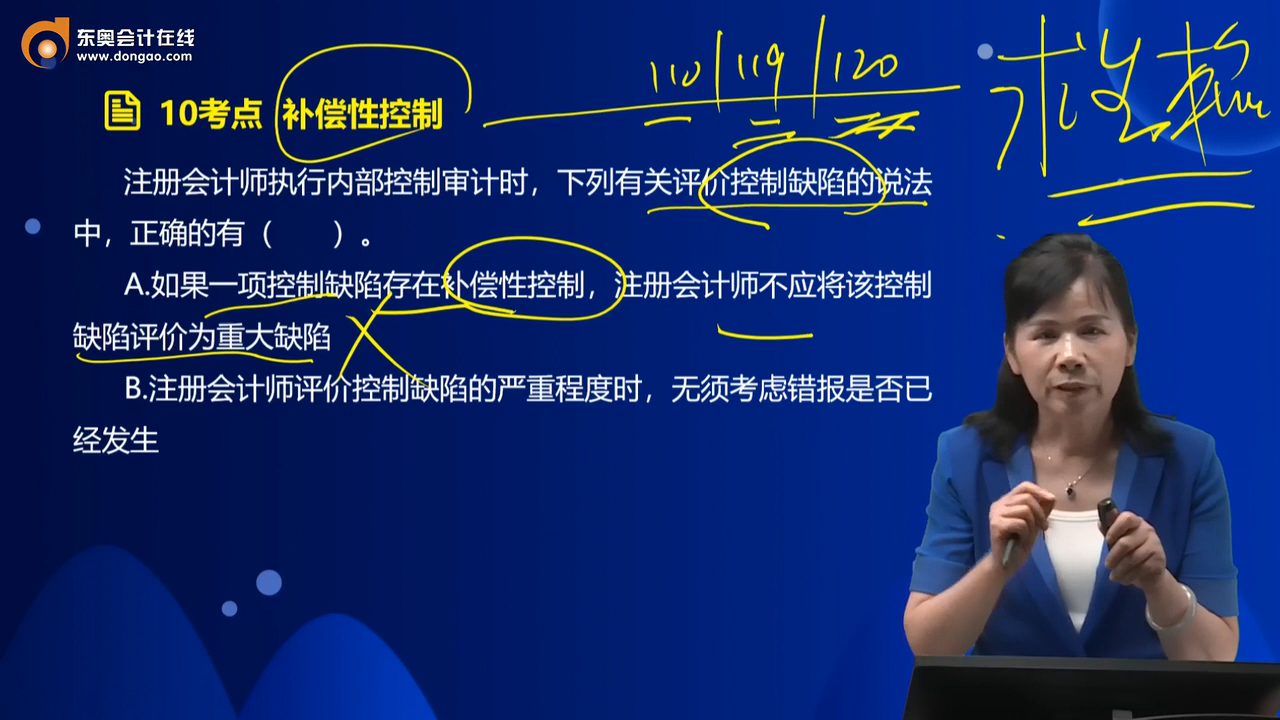 东奥会计在线
www.dongao.com
110 119 120
10考点 补偿性控制
注册会计师执行内部控制审计时，下列有关评价控制缺陷的说法
中，正确的有（　　）。
A.如果一项控制缺陷存在补偿性控制，注册会计师不应将该控制
缺陷评价为重大缺陷
B.注册会计师评价控制缺陷的严重程度时，无须考虑错报是否已
经发生